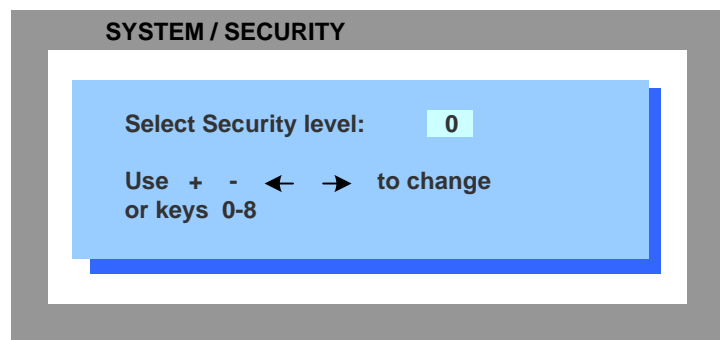 SYSTEM / SECURITY
Select Security level: 0
Use + - ← → to change
or keys 0-8